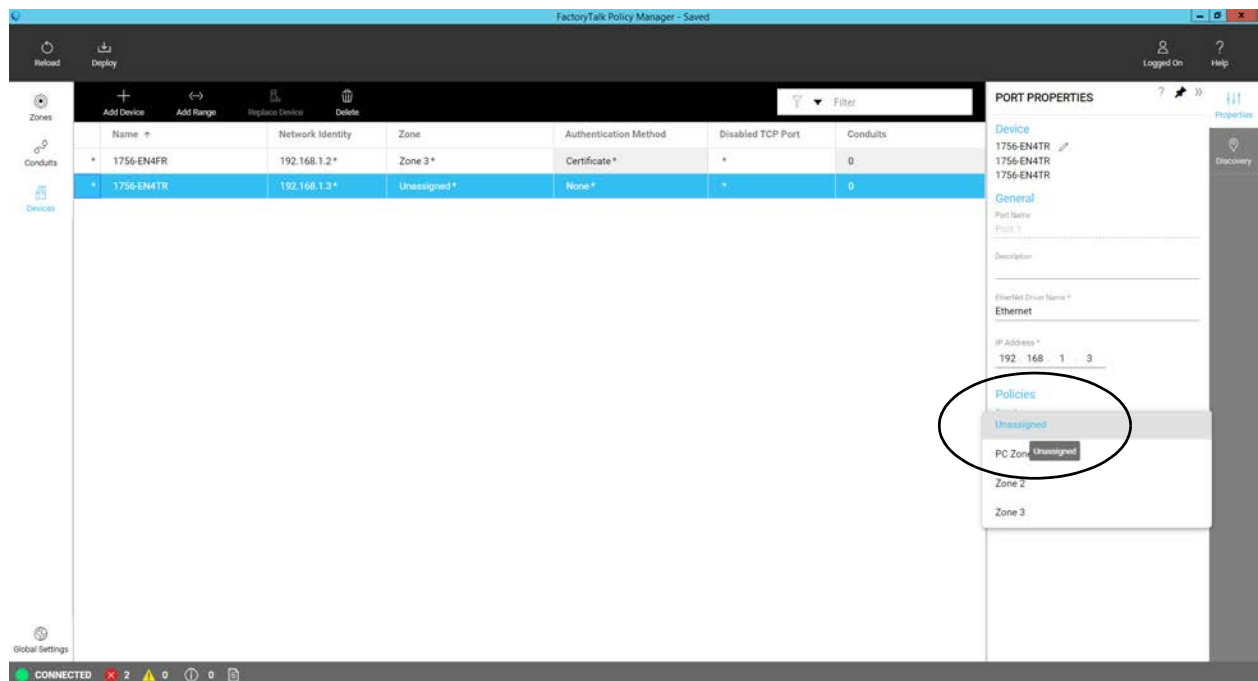 FactoryTalk Policy Manager - Saved
Reload Deploy Logged On ? Help
Zones
Conduits
Devices
Add Device Add Range Replace Device Delete Filter
Name Network Identity Zone Authentication Method Disabled TCP Port Conduits
* 1756-EN4FR 192.168.1.2* Zone 3* Certificate* * 0
* 1756-EN4TR 192.168.1.3* Unassigned* None* * 0
PORT PROPERTIES ?
Properties
Discovery
Device
1756-EN4TR
1756-EN4TR
1756-EN4TR
General
Port Name
Port 1
Description
EtherNet Driver Name *
Ethernet
IP Address *
192 . 168 . 1 . 3
Policies
Unassigned
PC Zone
Unassigned
Zone 2
Zone 3
Global Settings
CONNECTED 2 0 0